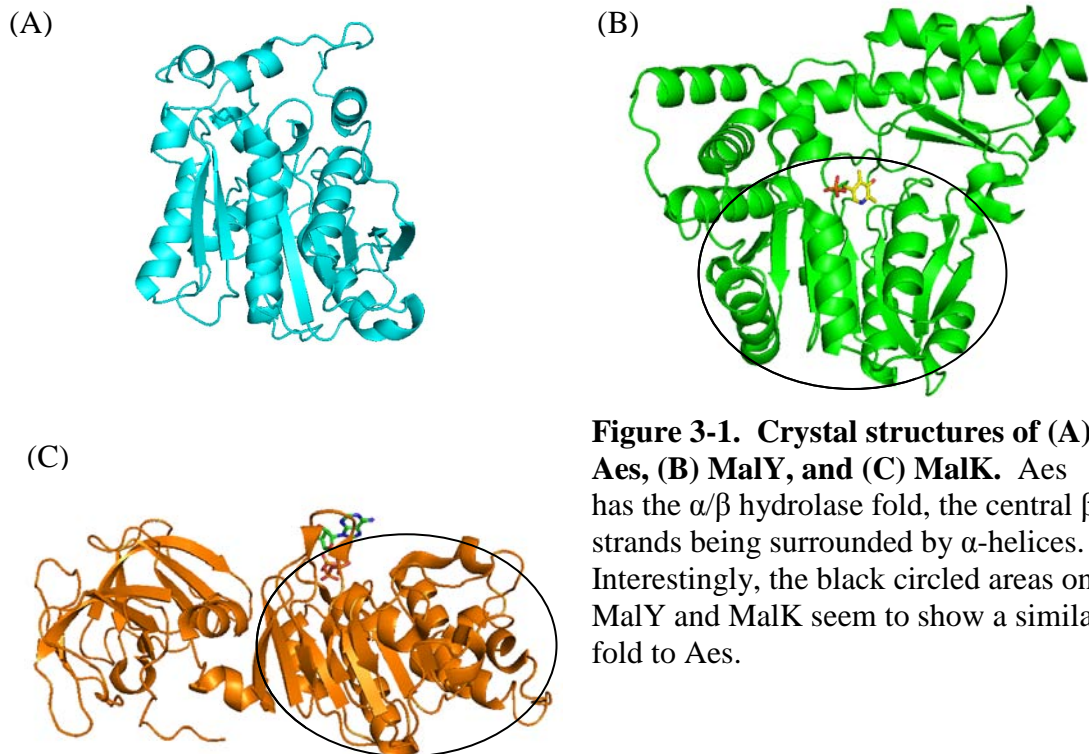 (A)
(B)
(C)
Figure 3-1. Crystal structures of (A)
Aes, (B) MalY, and (C) MalK. Aes
has the α/β hydrolase fold, the central β
strands being surrounded by α-helices.
Interestingly, the black circled areas on
MalY and MalK seem to show a simila
fold to Aes.